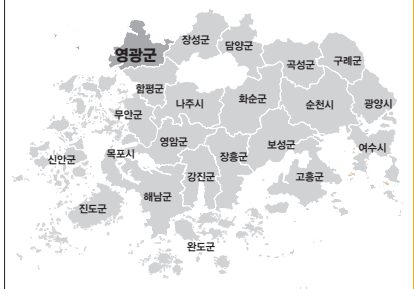 장성군
담양군
영광군
곡성군
구례군
함평군
나주시
화순군
순천시
광양시
무안군
영암군
보성군
여수시
목포시
장흥군
신안군
강진군
고흥군
해남군
진도군
완도군